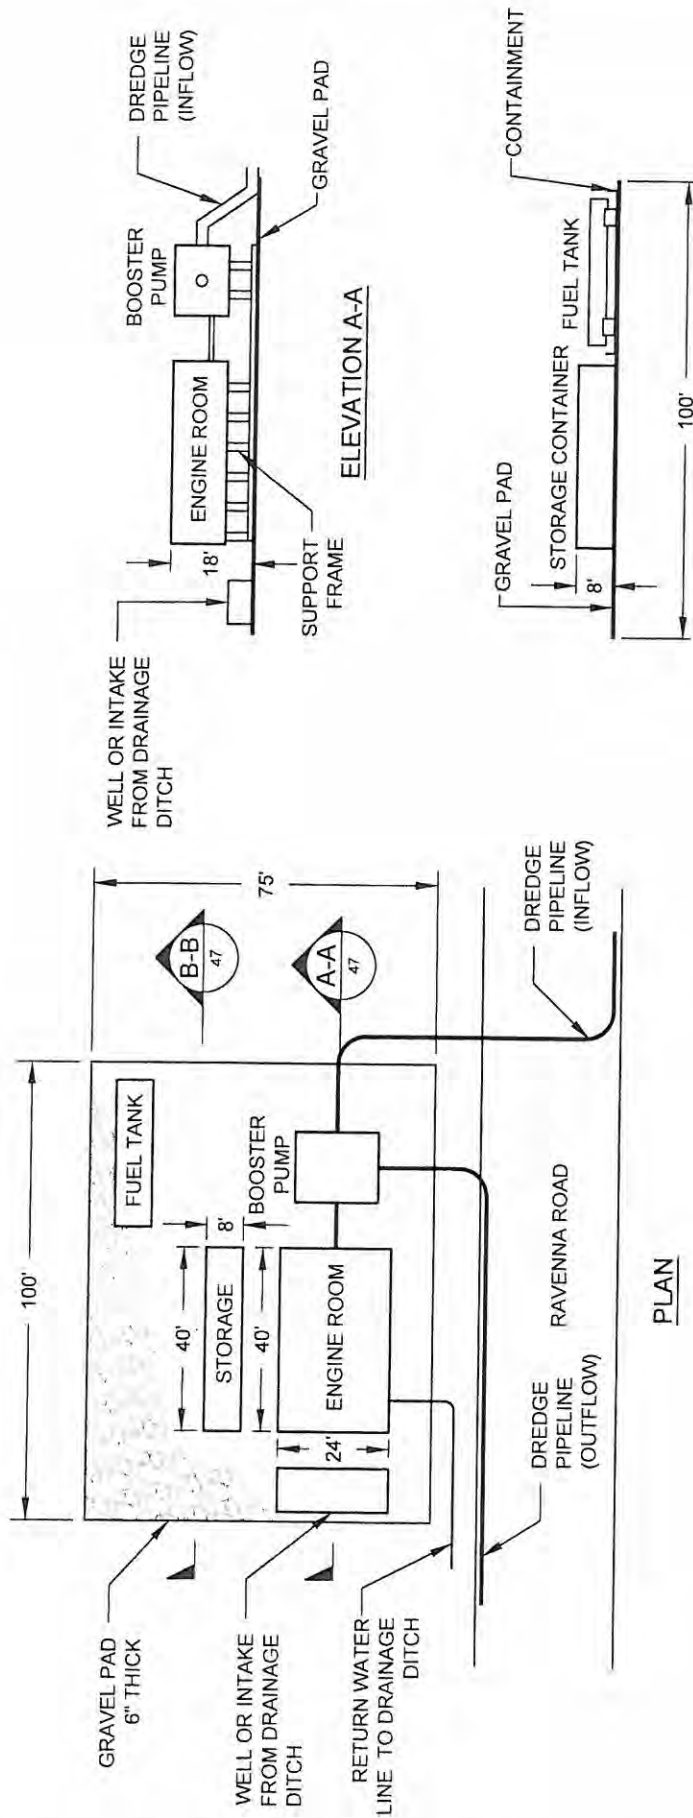 100'
GRAVEL PAD
6" THICK
FUEL TANK
40'
STORAGE
8'
40'
BOOSTER
PUMP
ENGINE ROOM
24'
B-B
47
A-A
47
75'
WELL OR INTAKE
FROM DRAINAGE
DITCH
RETURN WATER
LINE TO DRAINAGE
DITCH
DREDGE
PIPELINE
(OUTFLOW)
RAVENNA ROAD
DREDGE
PIPELINE
(INFLOW)
PLAN
WELL OR INTAKE
FROM DRAINAGE
DITCH
18'
ENGINE ROOM
BOOSTER
PUMP
DREDGE
PIPELINE
(INFLOW)
SUPPORT
FRAME
GRAVEL PAD
ELEVATION A-A
GRAVEL PAD
8'
STORAGE CONTAINER
FUEL TANK
CONTAINMENT
100'